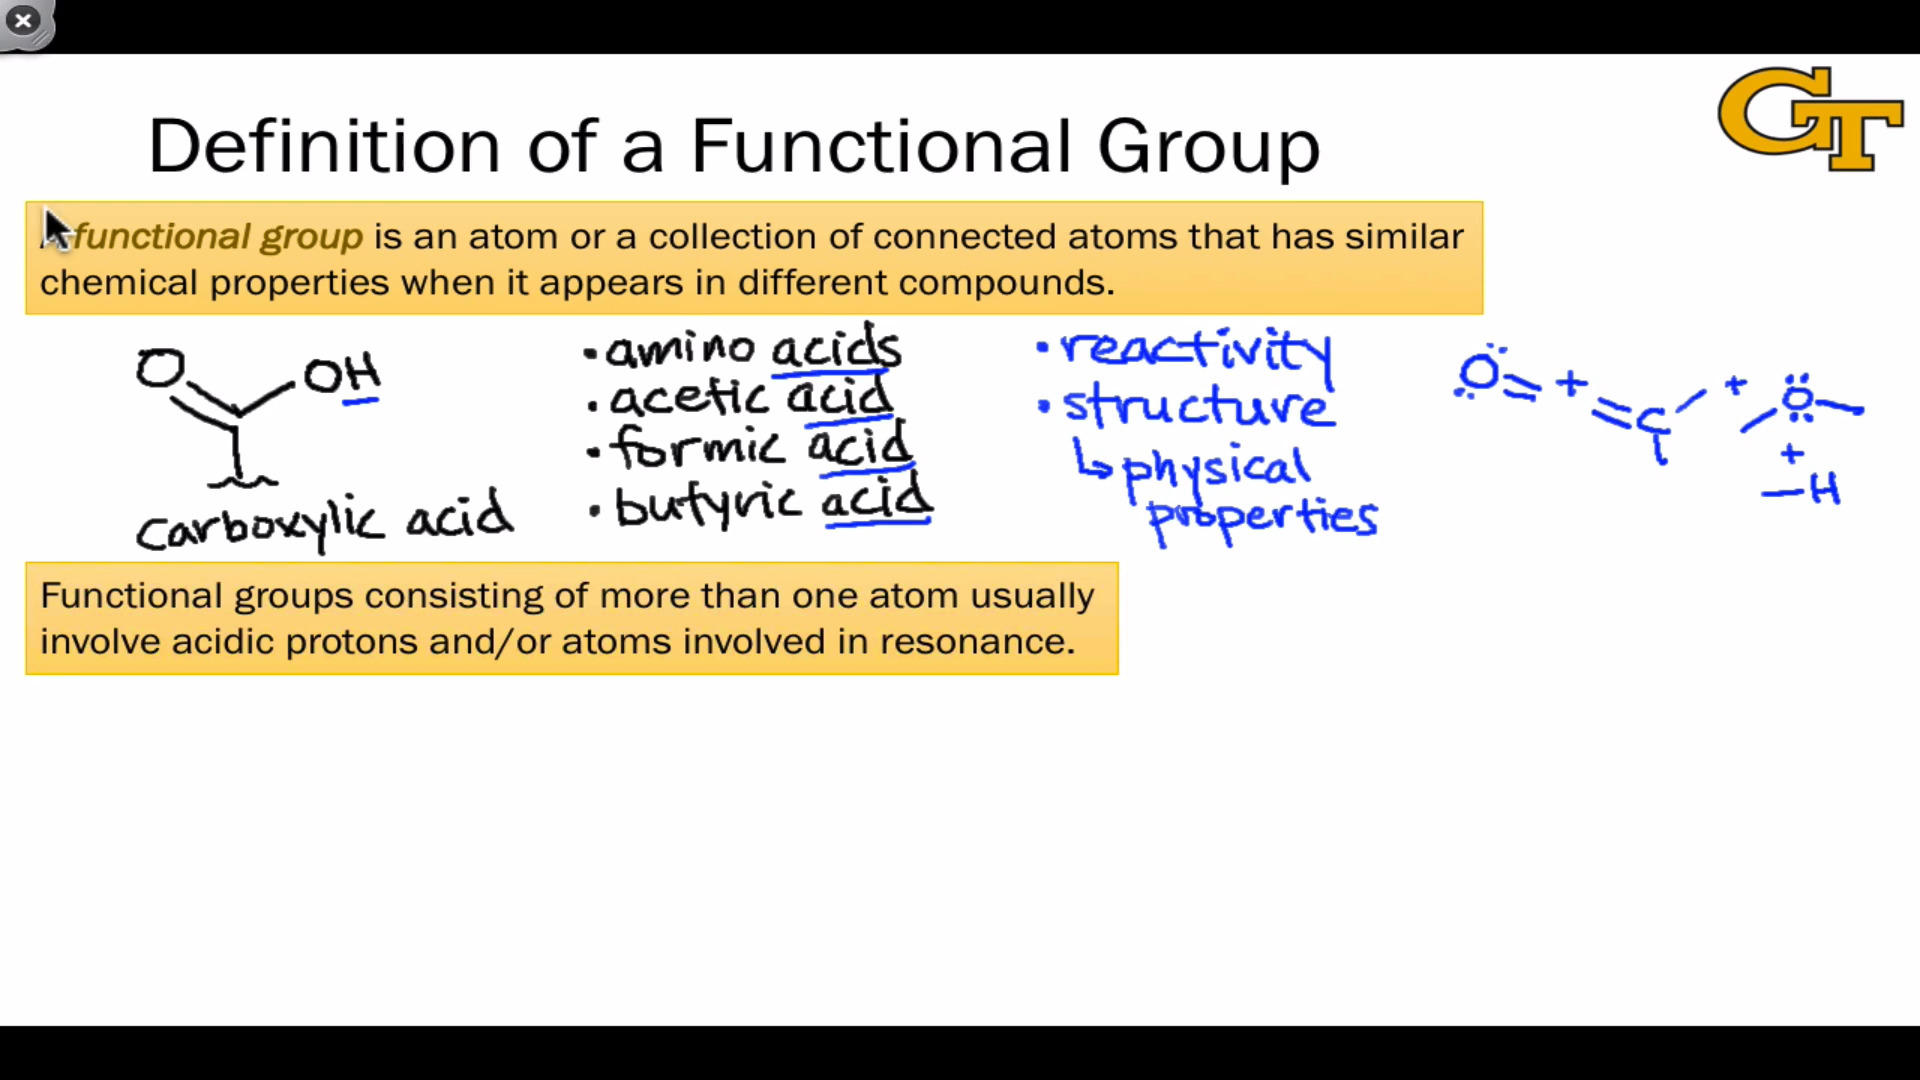 Definition of a Functional Group
GT
functional group is an atom or a collection of connected atoms that has similar
chemical properties when it appears in different compounds.
O
OH
carboxylic acid
• amino acids
• acetic acid
• formic acid
• butyric acid
• reactivity
• structure
↳ physical
properties
O + C + O
+
—H
Functional groups consisting of more than one atom usually
involve acidic protons and/or atoms involved in resonance.